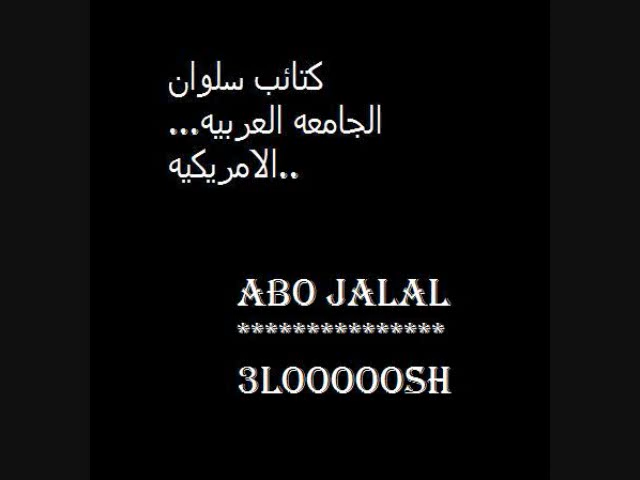 كتائب سلوان
الجامعه العربيه...
الامريكيه..
ABO JALAL
***************
3LOOOOOSH